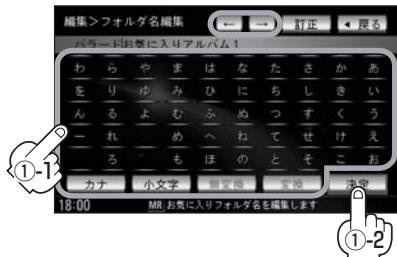 編集>フォルダ名編集 ← → 訂正 ◀ 戻る
バラードお気に入りアルバム1
わ ら や ま は な た さ か あ
を り ゆ み ひ に ち し き い
ん る よ む ふ ぬ つ す く う
ー れ め へ ね て せ け え
ろ も ほ の と そ こ お
カナ 小文字 無変換 変換 決定
18:00 MR お気に入りフォルダ名を編集します
①-1
①-2